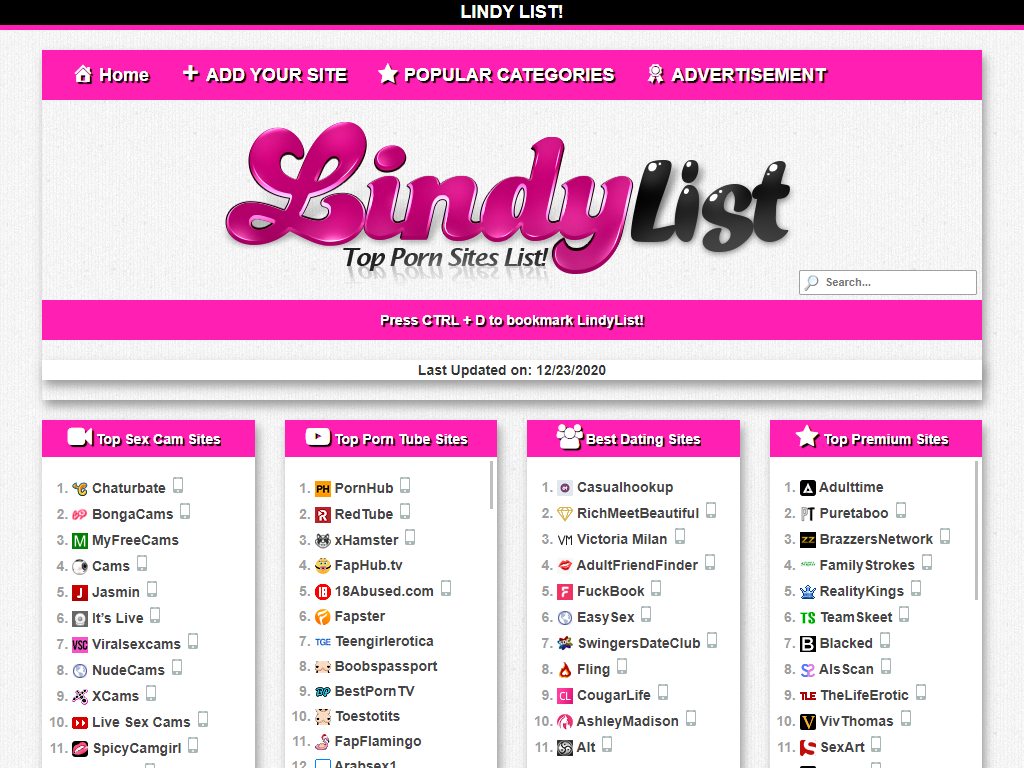 LINDY LIST!
Home
ADD YOUR SITE
POPULAR CATEGORIES
ADVERTISEMENT
LindyList
Top Porn Sites List!
Search...
Press CTRL + D to bookmark LindyList!
Last Updated on: 12/23/2020
Top Sex Cam Sites
1. Chaturbate
2. BongaCams
3. MyFreeCams
4. Cams
5. Jasmin
6. It's Live
7. Viralsexcams
8. NudeCams
9. XCams
10. Live Sex Cams
11. SpicyCamgirl
Top Porn Tube Sites
1. PornHub
2. RedTube
3. xHamster
4. FapHub.tv
5. 18Abused.com
6. Fapster
7. Teengirlerotica
8. Boobspassport
9. BestPornTV
10. Toestotits
11. FapFlamingo
12. Arabsex1
Best Dating Sites
1. Casualhookup
2. RichMeetBeautiful
3. Victoria Milan
4. AdultFriendFinder
5. FuckBook
6. EasySex
7. SwingersDateClub
8. Fling
9. CougarLife
10. AshleyMadison
11. Alt
Top Premium Sites
1. Adulttime
2. Puretaboo
3. BrazzersNetwork
4. FamilyStrokes
5. RealityKings
6. TeamSkeet
7. Blacked
8. AlsScan
9. TheLifeErotic
10. VivThomas
11. SexArt